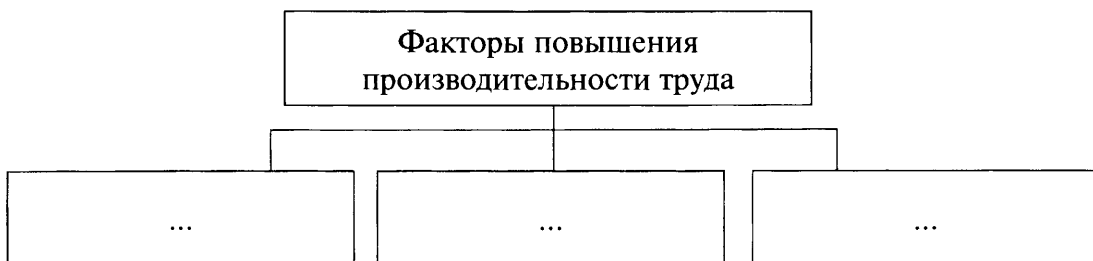 Факторы повышения
производительности труда
... ... ...